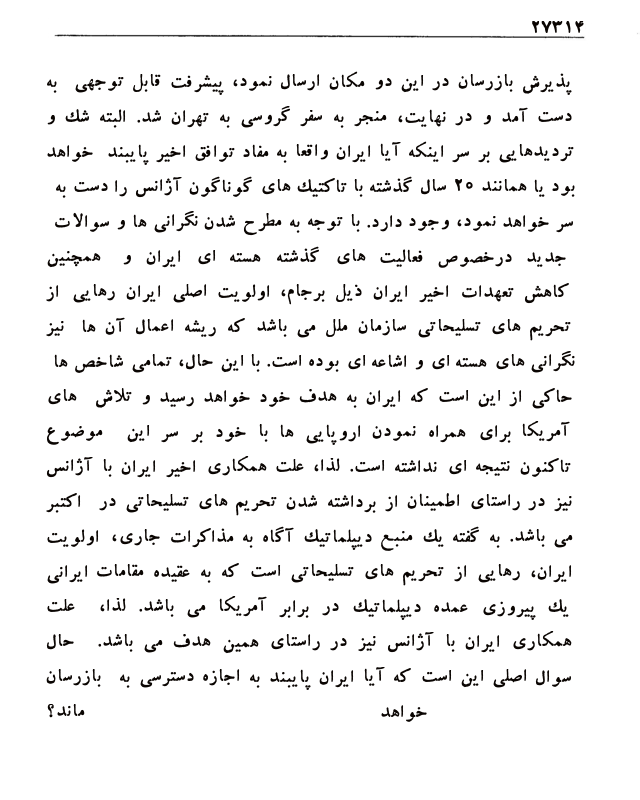 ۲۷۳۱۴
پذیرش بازرسان در این دو مکان ارسال نمود، پیشرفت قابل توجهی به
دست آمد و در نهایت، منجر به سفر گروسی به تهران شد. البته شك و
تردیدهایی بر سر اینکه آیا ایران واقعا به مفاد توافق اخیر پایبند خواهد
بود یا همانند ۲۵ سال گذشته با تاکتیك های گوناگون آژانس را دست به
سر خواهد نمود، وجود دارد. با توجه به مطرح شدن نگرانی ها و سوالات
جدید درخصوص فعالیت های گذشته هسته ای ایران و همچنین
کاهش تعهدات اخیر ایران ذیل برجام، اولویت اصلی ایران رهایی از
تحریم های تسلیحاتی سازمان ملل می باشد که ریشه اعمال آن ها نیز
نگرانی های هسته ای و اشاعه ای بوده است. با این حال، تمامی شاخص ها
حاکی از این است که ایران به هدف خود خواهد رسید و تلاش های
آمریکا برای همراه نمودن اروپایی ها با خود بر سر این موضوع
تاکنون نتیجه ای نداشته است. لذا، علت همکاری اخیر ایران با آژانس
نیز در راستای اطمینان از برداشته شدن تحریم های تسلیحاتی در اکتبر
می باشد. به گفته یك منبع دیپلماتیك آگاه به مذاکرات جاری، اولویت
ایران، رهایی از تحریم های تسلیحاتی است که به عقیده مقامات ایرانی
یك پیروزی عمده دیپلماتیك در برابر آمریکا می باشد. لذا، علت
همکاری ایران با آژانس نیز در راستای همین هدف می باشد. حال
سوال اصلی این است که آیا ایران پایبند به اجازه دسترسی به بازرسان
خواهد ماند؟